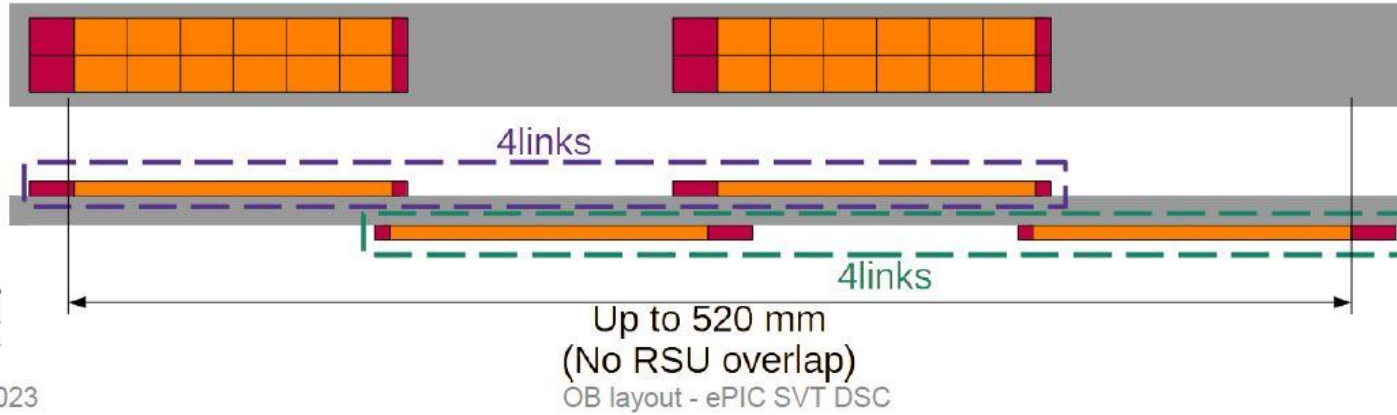 4links
4links
Up to 520 mm
(No RSU overlap)
023
OB layout - ePIC SVT DSC